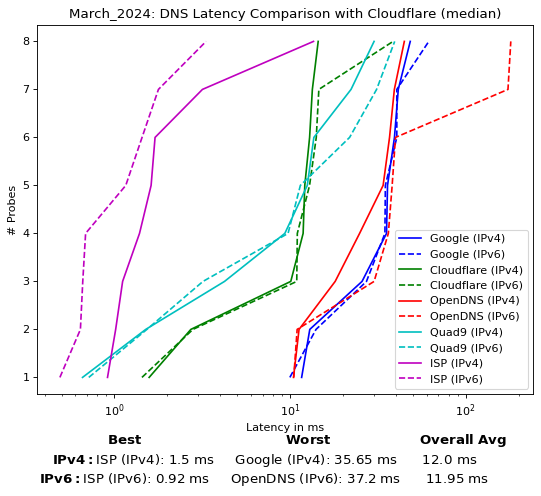 March_2024: DNS Latency Comparison with Cloudflare (median)
8
7
6
5
4
3
2
1
# Probes
Google (IPv4)
Google (IPv6)
Cloudflare (IPv4)
Cloudflare (IPv6)
OpenDNS (IPv4)
OpenDNS (IPv6)
Quad9 (IPv4)
Quad9 (IPv6)
ISP (IPv4)
ISP (IPv6)
10⁰ 10¹ 10²
Latency in ms
Best Worst Overall Avg
IPv4: ISP (IPv4): 1.5 ms Google (IPv4): 35.65 ms 12.0 ms
IPv6: ISP (IPv6): 0.92 ms OpenDNS (IPv6): 37.2 ms 11.95 ms